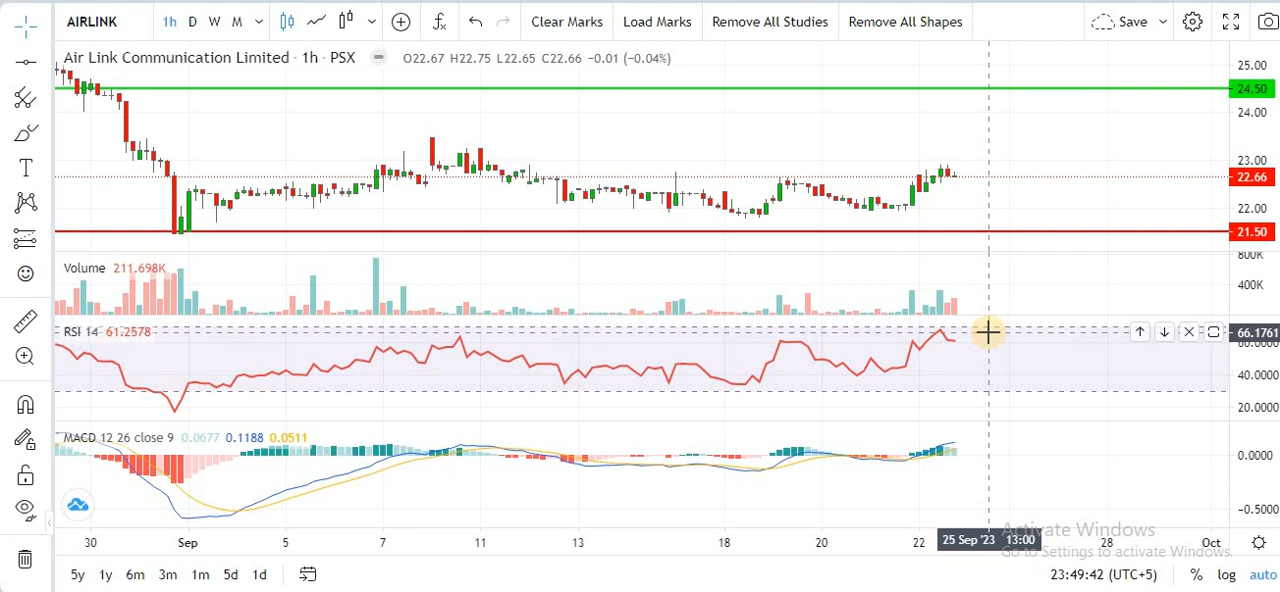 AIRLINK 1h D W M Clear Marks Load Marks Remove All Studies Remove All Shapes Save
Air Link Communication Limited · 1h · PSX O22.67 H22.75 L22.65 C22.66 −0.01 (−0.04%)
25.00
24.50
24.00
23.00
22.66
22.00
21.50
800K
Volume 211.698K
400K
RSI 14 61.2578
66.1761
60.0000
40.0000
20.0000
MACD 12 26 close 9 0.0677 0.1188 0.0511
0.0000
−0.5000
30 Sep 5 7 11 13 18 20 22 25 Sep '23 13:00 28 Oct
Activate Windows
Go to Settings to activate Windows.
5y 1y 6m 3m 1m 5d 1d 23:49:42 (UTC+5) % log auto